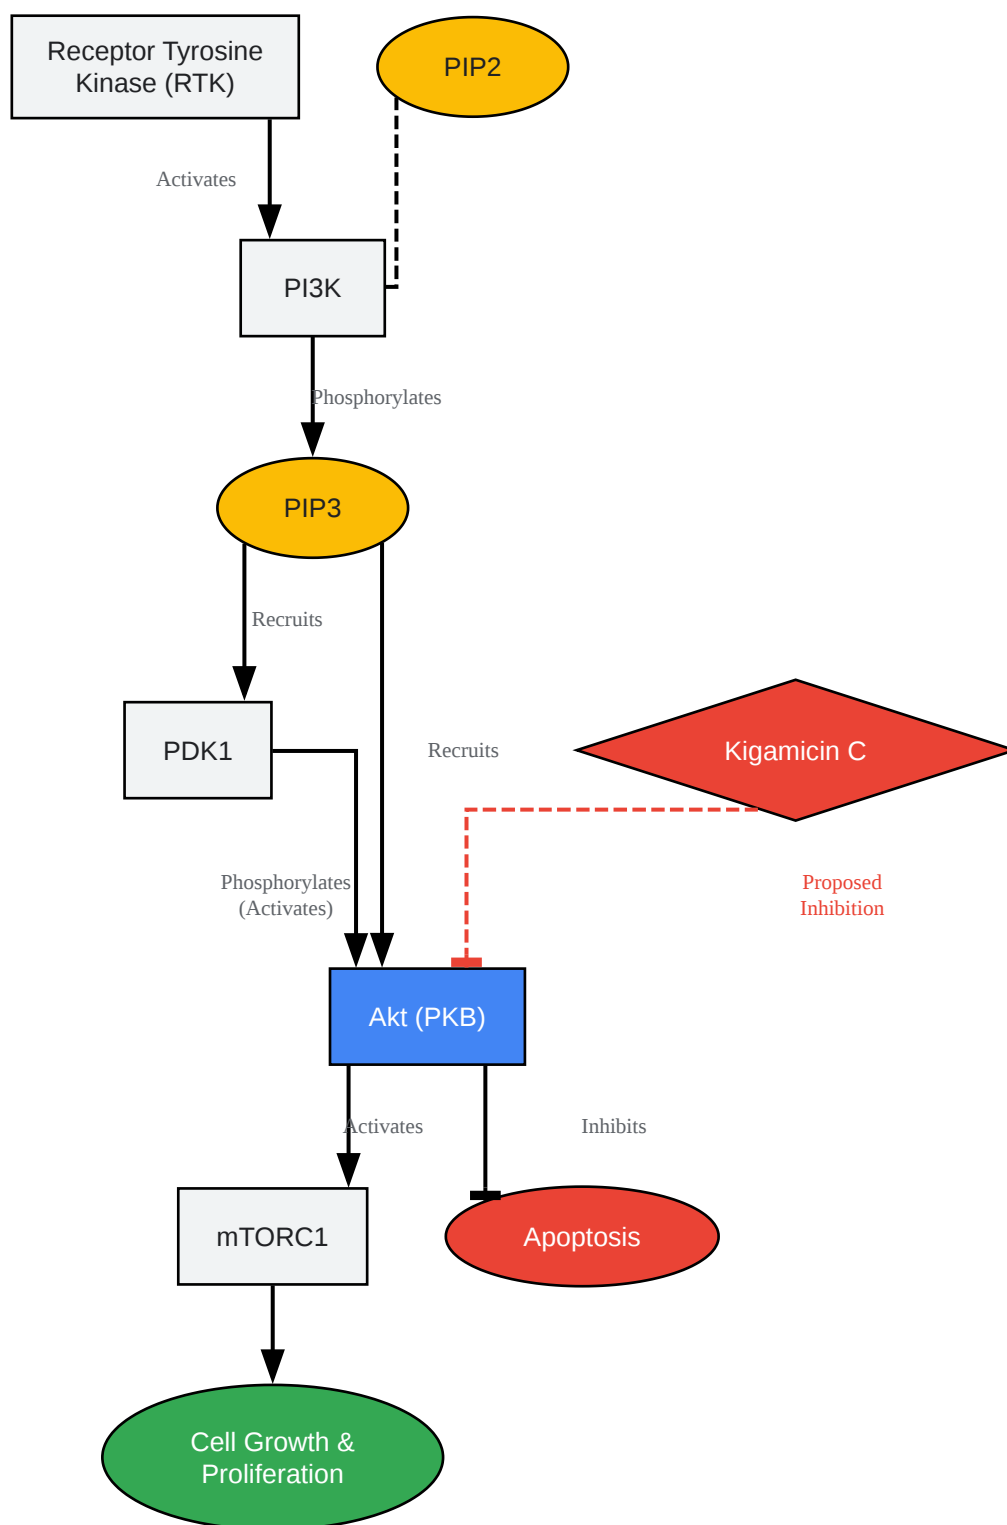 Receptor Tyrosine
Kinase (RTK)
PIP2
Activates
PI3K
Phosphorylates
PIP3
Recruits
PDK1
Recruits
Kigamicin C
Phosphorylates
(Activates)
Proposed
Inhibition
Akt (PKB)
Activates
Inhibits
mTORC1
Apoptosis
Cell Growth &
Proliferation